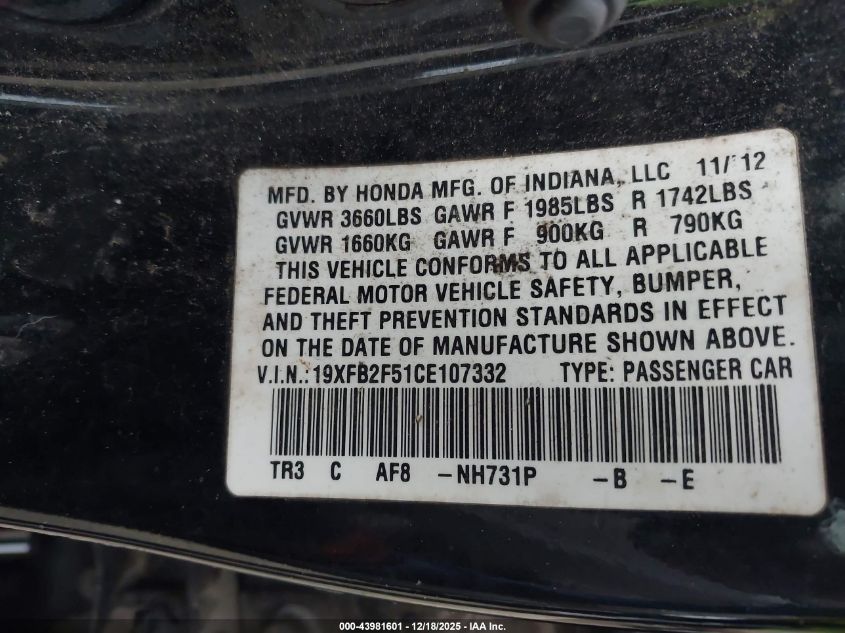 MFD. BY HONDA MFG. OF INDIANA, LLC 11/12
GVWR 3660LBS GAWR F 1985LBS R 1742LBS
GVWR 1660KG GAWR F 900KG R 790KG
THIS VEHICLE CONFORMS TO ALL APPLICABLE
FEDERAL MOTOR VEHICLE SAFETY, BUMPER,
AND THEFT PREVENTION STANDARDS IN EFFECT
ON THE DATE OF MANUFACTURE SHOWN ABOVE.
V.I.N.: 19XFB2F51CE107332 TYPE: PASSENGER CAR
TR3 C AF8 -NH731P -B -E
000-43981601 - 12/18/2025 - IAA Inc.